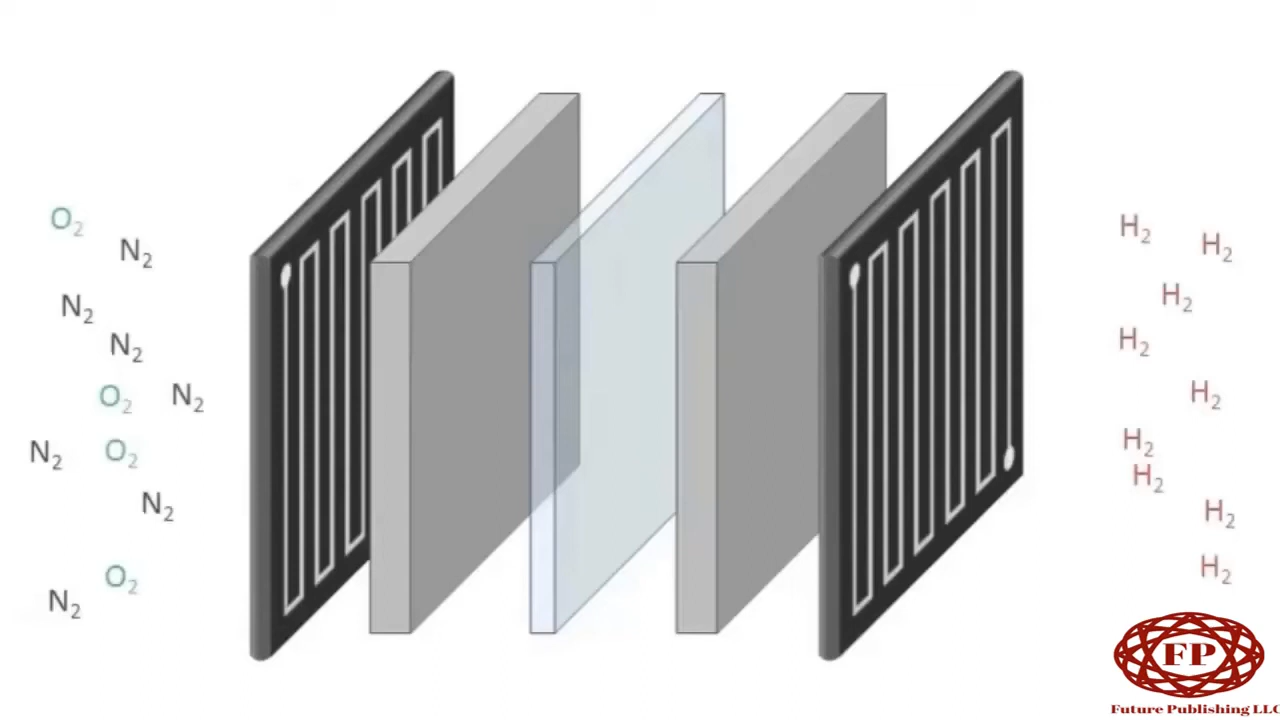 O₂
N₂
N₂
N₂
O₂
N₂
N₂
O₂
N₂
O₂
N₂
H₂
H₂
H₂
H₂
H₂
H₂
H₂
H₂
H₂
FP
Future Publishing LLC